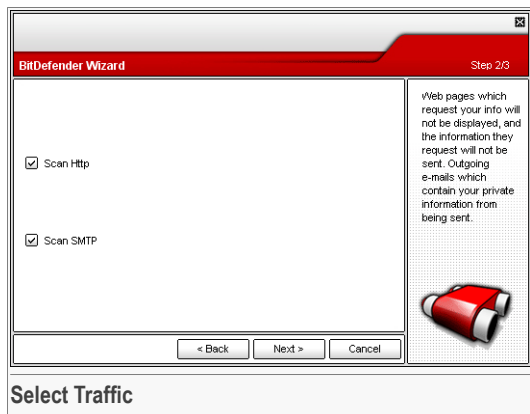 BitDefender Wizard
Step 2/3
Scan Http
Scan SMTP
Web pages which
request your info will
not be displayed, and
the information they
request will not be
sent. Outgoing
e-mails which
contain your private
information from
being sent.
< Back
Next >
Cancel
Select Traffic